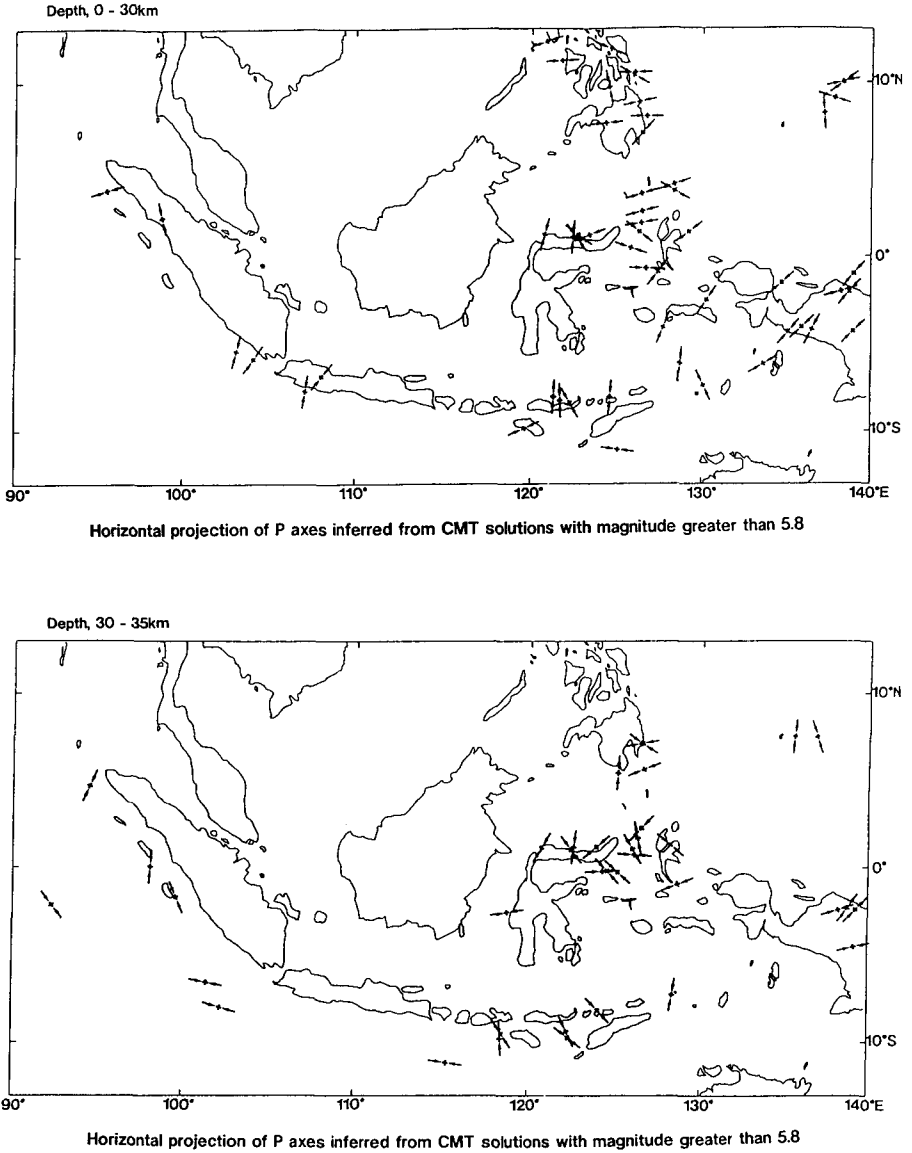 Depth, 0 - 30km
10°N
0°
10°S
90° 100° 110° 120° 130° 140°E
Horizontal projection of P axes inferred from CMT solutions with magnitude greater than 5.8
Depth, 30 - 35km
10°N
0°
10°S
90° 100° 110° 120° 130° 140°E
Horizontal projection of P axes inferred from CMT solutions with magnitude greater than 5.8